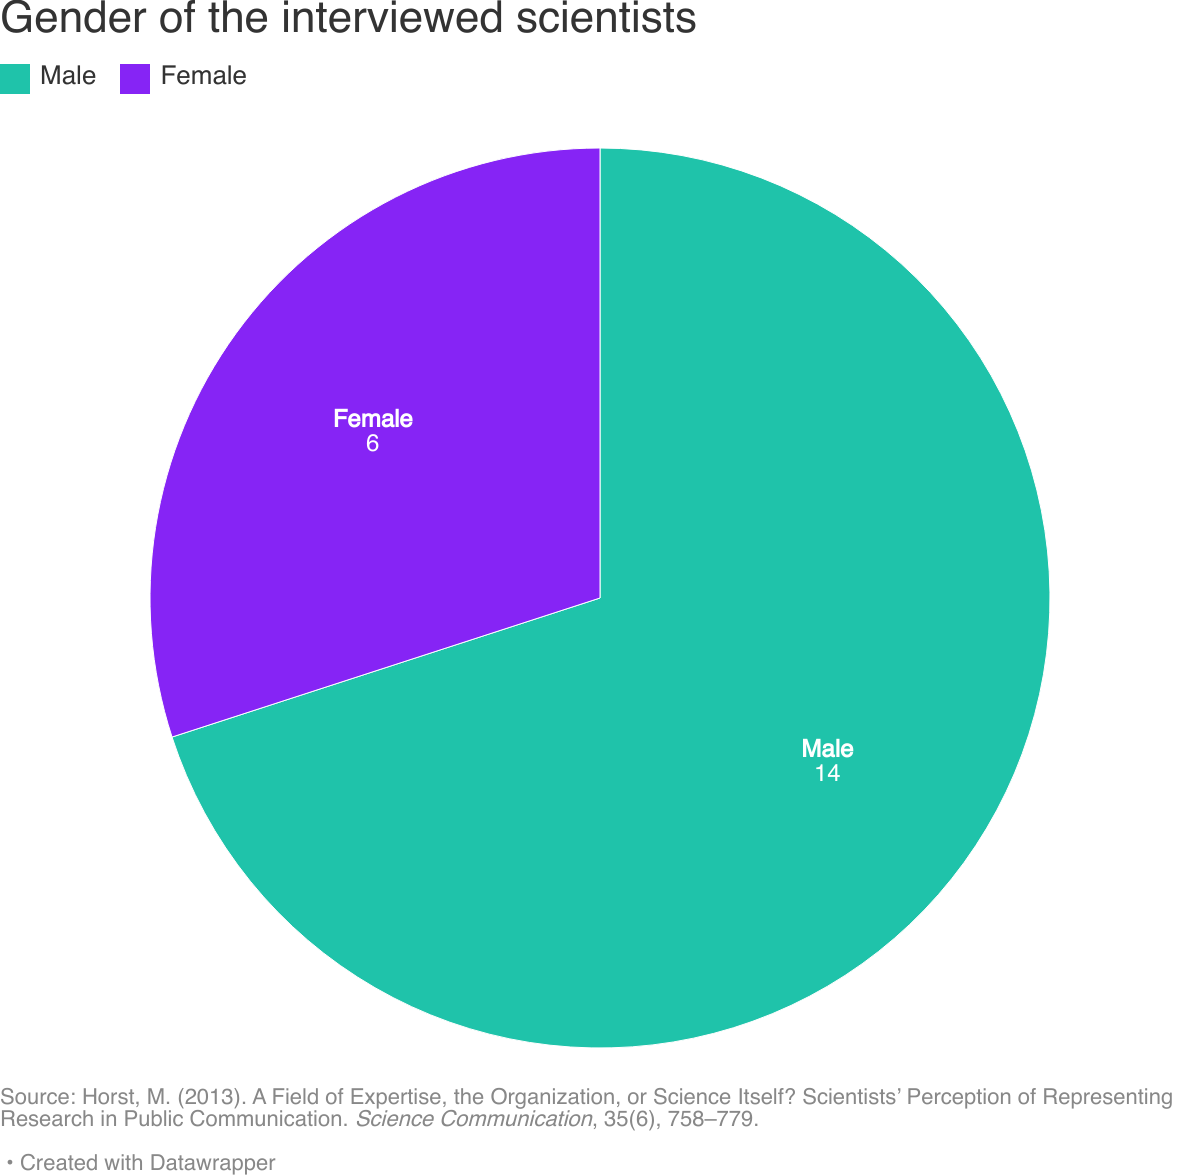 Gender of the interviewed scientists
Male Female
Female
6
Male
14
Source: Horst, M. (2013). A Field of Expertise, the Organization, or Science Itself? Scientists’ Perception of Representing
Research in Public Communication. Science Communication, 35(6), 758–779.
• Created with Datawrapper